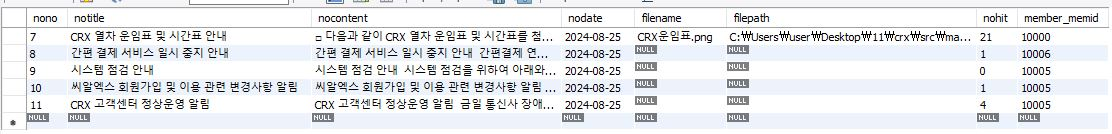 nono notitle nocontent nodate filename filepath nohit member_memid
7 CRX 열차 운임표 및 시간표 안내 □ 다음과 같이 CRX 열차 운임표 및 시간표를 첨... 2024-08-25 CRX운임표.png C:₩Users₩user₩Desktop₩11₩crx₩src₩ma... 21 10000
8 간편 결제 서비스 일시 중지 안내 간편 결제 서비스 일시 중지 안내 간편결제 연... 2024-08-25 NULL NULL 1 10006
9 시스템 점검 안내 시스템 점검 안내 시스템 점검을 위하여 아래와... 2024-08-25 NULL NULL 0 10005
10 씨알엑스 회원가입 및 이용 관련 변경사항 알림 씨알엑스 회원가입 및 이용 관련 변경사항 알림... 2024-08-25 NULL NULL 1 10005
11 CRX 고객센터 정상운영 알림 CRX 고객센터 정상운영 알림 금일 통신사 장애... 2024-08-25 NULL NULL 4 10005
NULL NULL NULL NULL NULL NULL NULL NULL